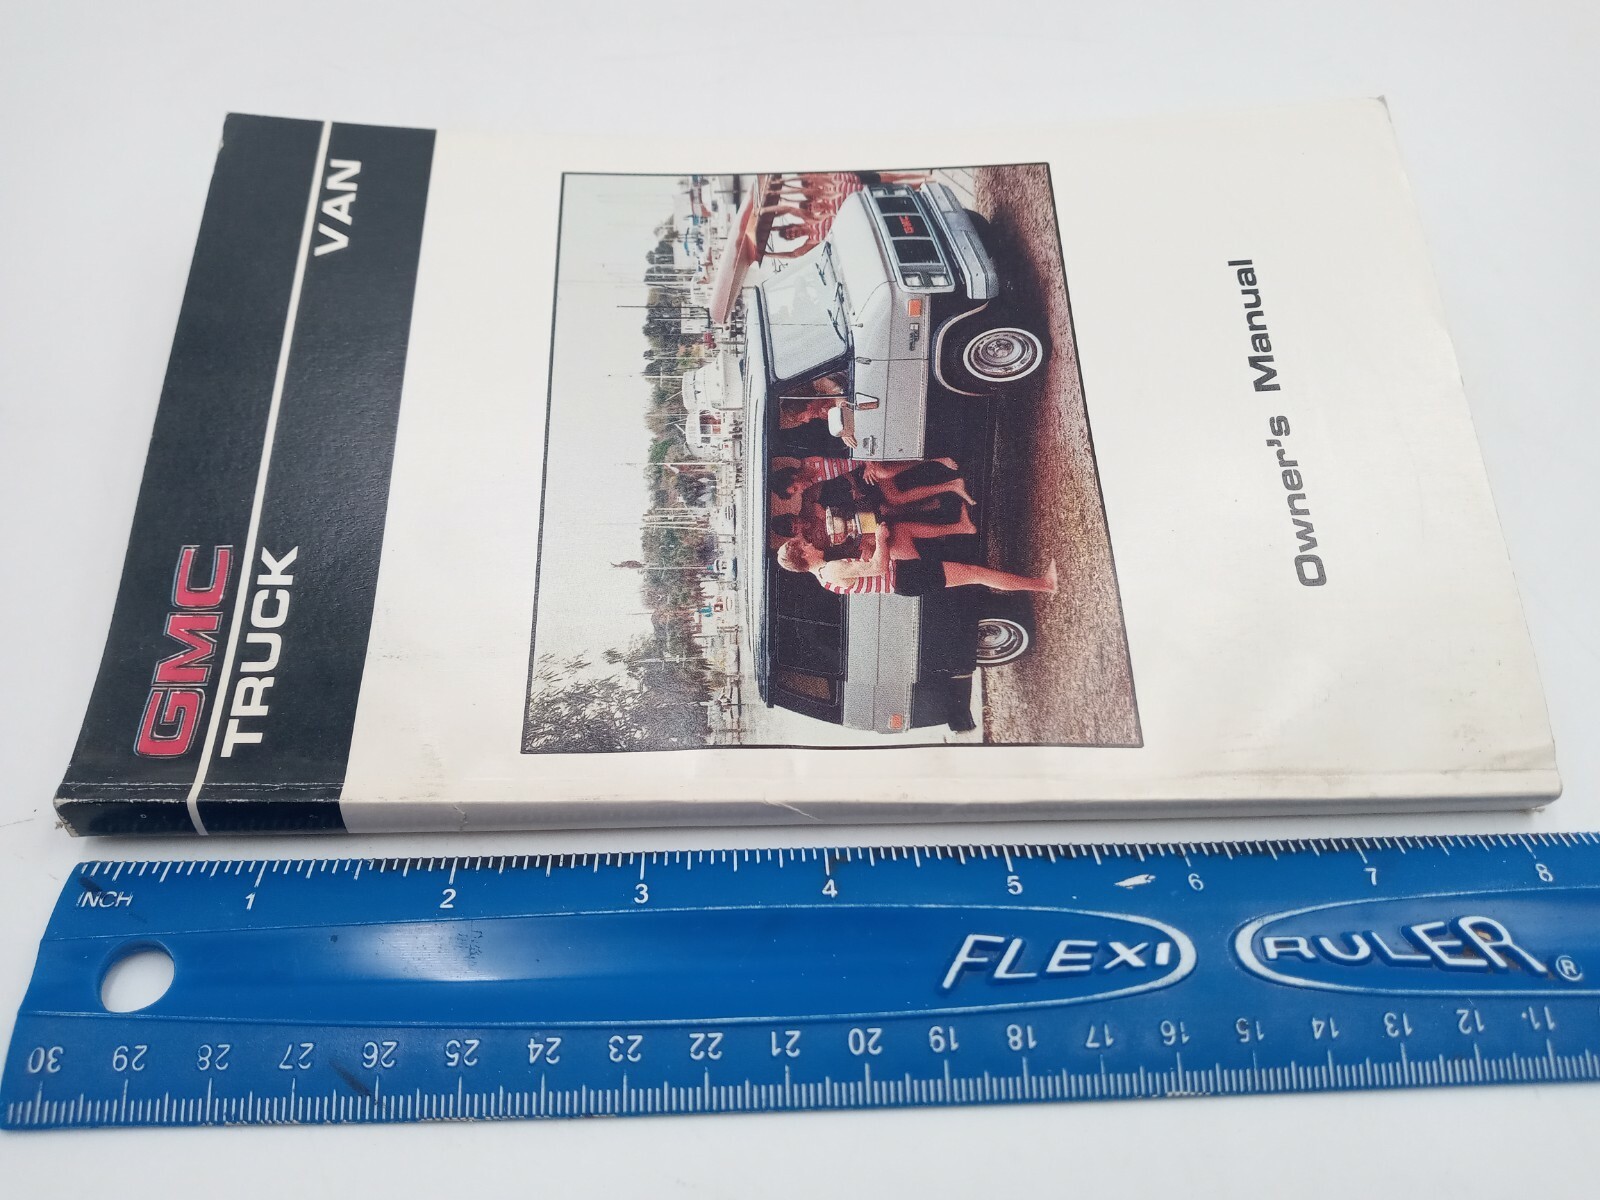 GMC
TRUCK
VAN
GMC
Owner's Manual
INCH
1 2 3 4 5 6 7 8
FLEXI RULER ®
30 29 28 27 26 25 24 23 22 21 20 19 18 17 16 15 14 13 12 11